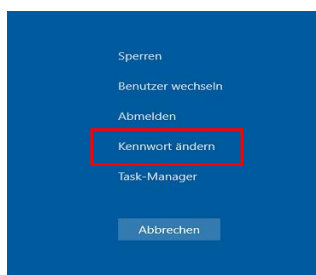 Sperren
Benutzer wechseln
Abmelden
Kennwort ändern
Task-Manager
Abbrechen